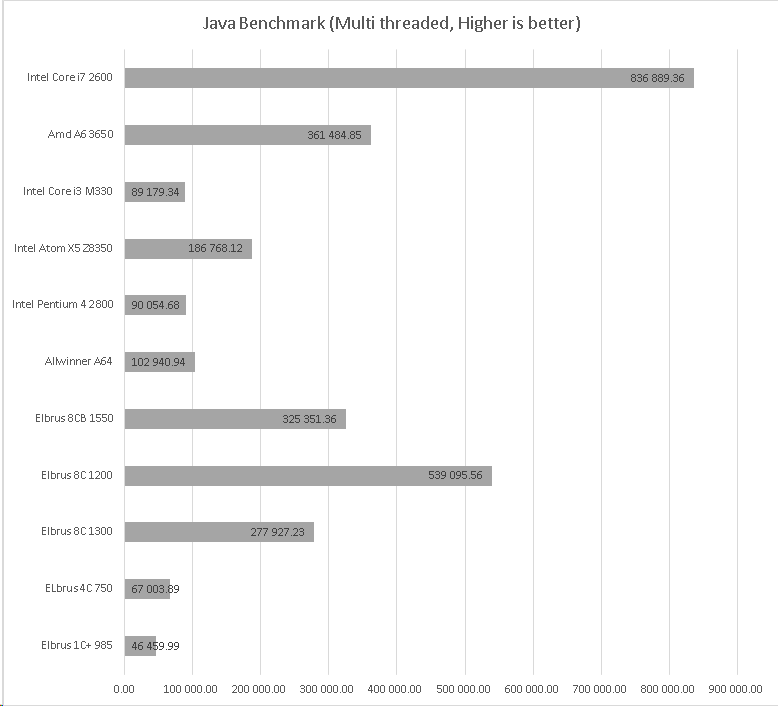 Java Benchmark (Multi threaded, Higher is better)
Intel Core i7 2600 836 889.36
Amd A6 3650 361 484.85
Intel Core i3 M330 89 179.34
Intel Atom X5 Z8350 186 768.12
Intel Pentium 4 2800 90 054.68
Allwinner A64 102 940.94
Elbrus 8CB 1550 325 351.36
Elbrus 8C 1200 539 095.56
Elbrus 8C 1300 277 927.23
ELbrus 4C 750 67 003.89
Elbrus 1C+ 985 46 459.99
0.00 100 000.00 200 000.00 300 000.00 400 000.00 500 000.00 600 000.00 700 000.00 800 000.00 900 000.00